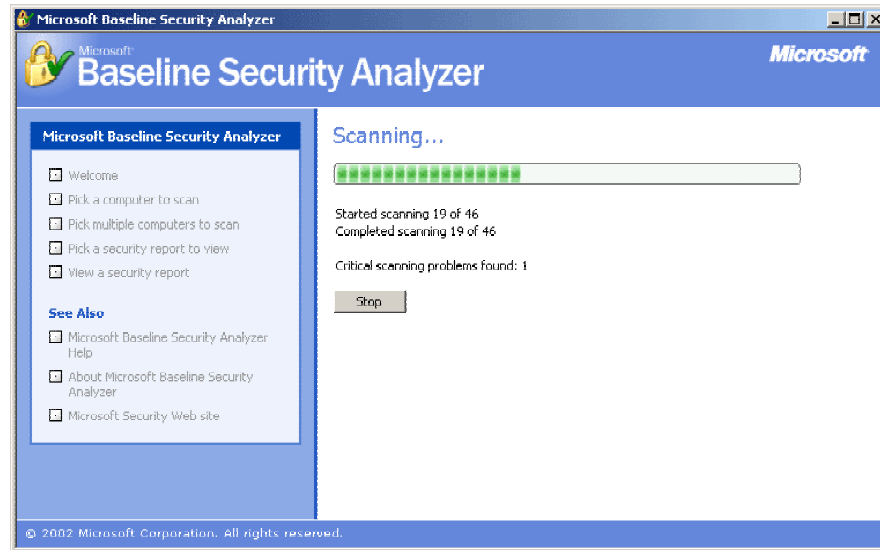 Microsoft Baseline Security Analyzer
Microsoft
Baseline Security Analyzer
Microsoft
Microsoft Baseline Security Analyzer
Welcome
Pick a computer to scan
Pick multiple computers to scan
Pick a security report to view
View a security report
See Also
Microsoft Baseline Security Analyzer
Help
About Microsoft Baseline Security
Analyzer
Microsoft Security Web site
Scanning...
Started scanning 19 of 46
Completed scanning 19 of 46
Critical scanning problems found: 1
Stop
© 2002 Microsoft Corporation. All rights reserved.